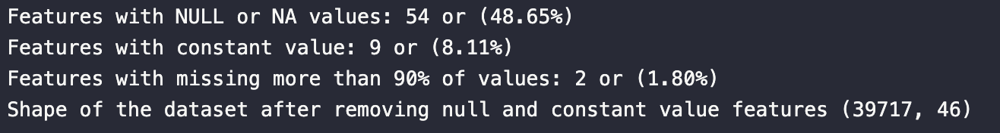 Features with NULL or NA values: 54 or (48.65%)
Features with constant value: 9 or (8.11%)
Features with missing more than 90% of values: 2 or (1.80%)
Shape of the dataset after removing null and constant value features (39717, 46)